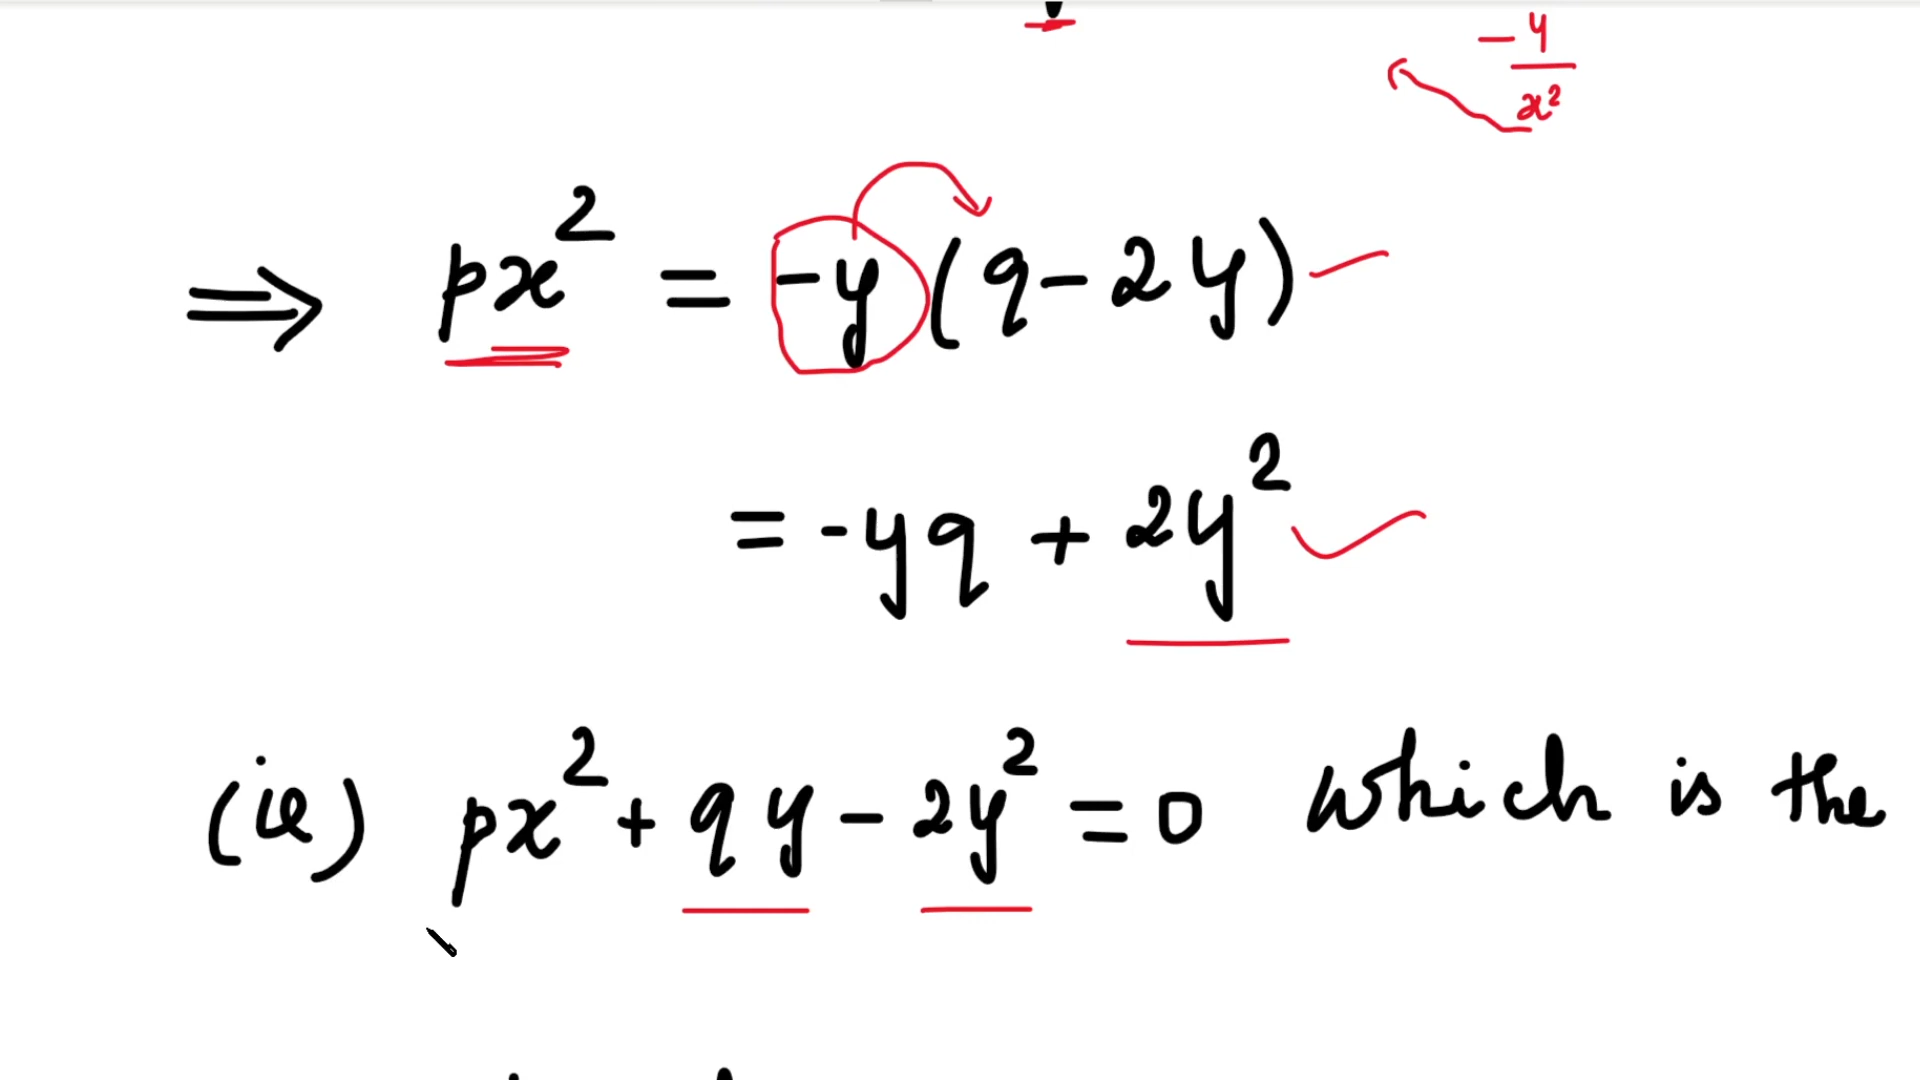 -y/x²
⟹ px² = -y(q-2y)
= -yq + 2y²
(ie) px² + qy - 2y² = 0 which is the